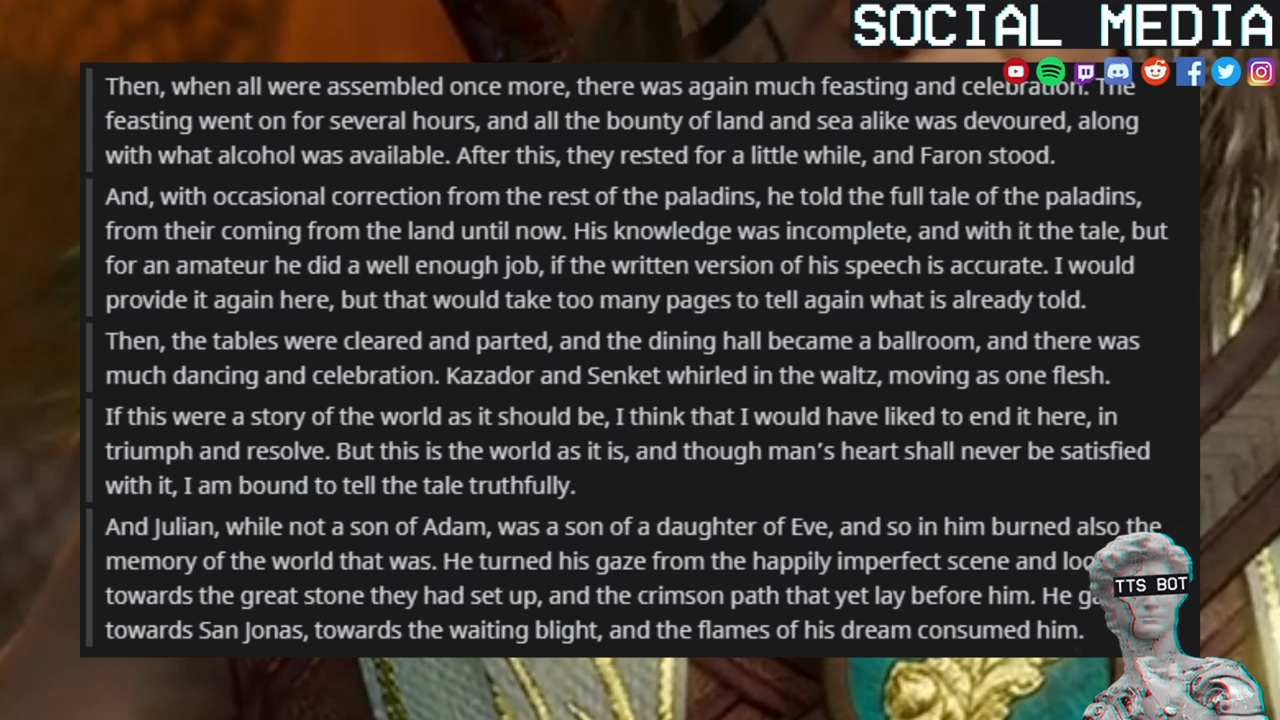 SOCIAL MEDIA
Then, when all were assembled once more, there was again much feasting and celebration. The
feasting went on for several hours, and all the bounty of land and sea alike was devoured, along
with what alcohol was available. After this, they rested for a little while, and Faron stood.
And, with occasional correction from the rest of the paladins, he told the full tale of the paladins,
from their coming from the land until now. His knowledge was incomplete, and with it the tale, but
for an amateur he did a well enough job, if the written version of his speech is accurate. I would
provide it again here, but that would take too many pages to tell again what is already told.
Then, the tables were cleared and parted, and the dining hall became a ballroom, and there was
much dancing and celebration. Kazador and Senket whirled in the waltz, moving as one flesh.
If this were a story of the world as it should be, I think that I would have liked to end it here, in
triumph and resolve. But this is the world as it is, and though man’s heart shall never be satisfied
with it, I am bound to tell the tale truthfully.
And Julian, while not a son of Adam, was a son of a daughter of Eve, and so in him burned also the
memory of the world that was. He turned his gaze from the happily imperfect scene and
towards the great stone they had set up, and the crimson path that yet lay before him. He
towards San Jonas, towards the waiting blight, and the flames of his dream consumed him.
TTS BOT